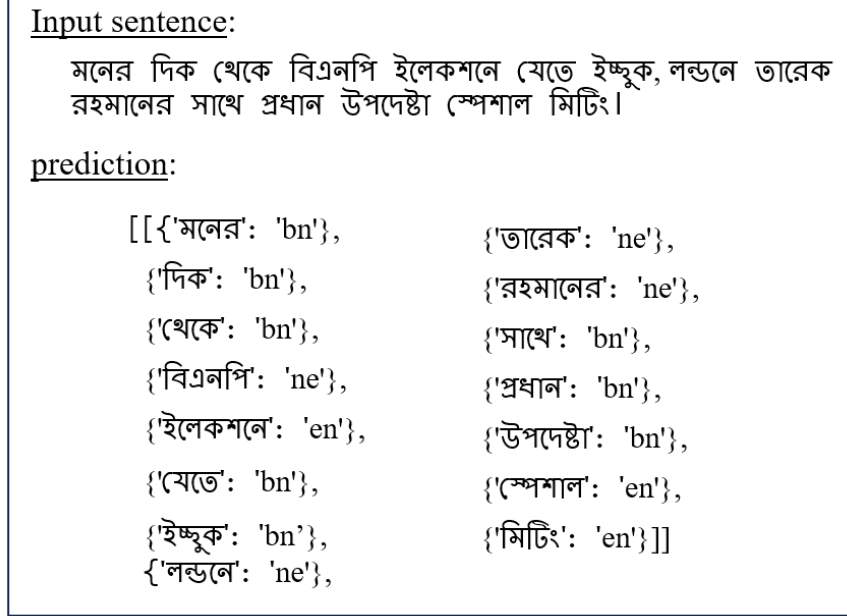 Input sentence:
মনের দিক থেকে বিএনপি ইলেকশনে যেতে ইচ্ছুক, লন্ডনে তারেক
রহমানের সাথে প্রধান উপদেষ্টা স্পেশাল মিটিং।
prediction:
[[{'মনের': 'bn'},
{'দিক': 'bn'},
{'থেকে': 'bn'},
{'বিএনপি': 'ne'},
{'ইলেকশনে': 'en'},
{'যেতে': 'bn'},
{'ইচ্ছুক': 'bn’},
{'লন্ডনে': 'ne'},
{'তারেক': 'ne'},
{'রহমানের': 'ne'},
{'সাথে': 'bn'},
{'প্রধান': 'bn'},
{'উপদেষ্টা': 'bn'},
{'স্পেশাল': 'en'},
{'মিটিং': 'en'}]]